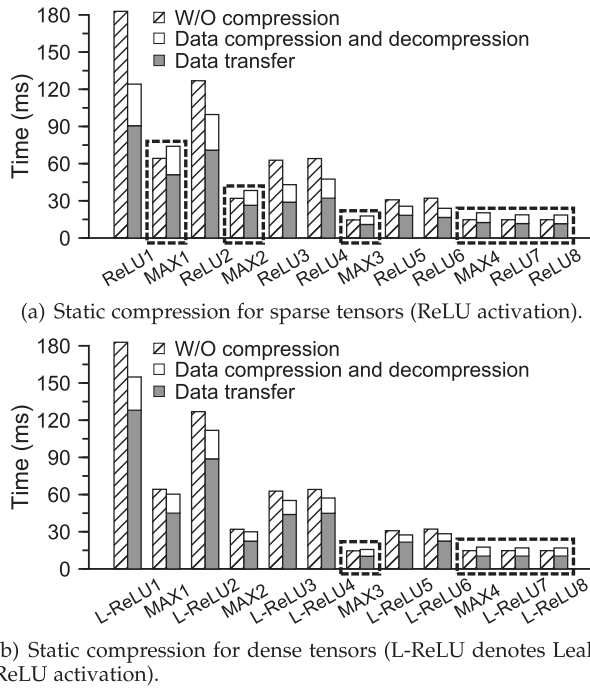 180
150
120
90
60
30
0
Time (ms)
W/O compression
Data compression and decompression
Data transfer
ReLU1
MAX1
ReLU2
MAX2
ReLU3
ReLU4
MAX3
ReLU5
ReLU6
MAX4
ReLU7
ReLU8
(a) Static compression for sparse tensors (ReLU activation).
180
150
120
90
60
30
0
Time (ms)
W/O compression
Data compression and decompression
Data transfer
L-ReLU1
MAX1
L-ReLU2
MAX2
L-ReLU3
L-ReLU4
MAX3
L-ReLU5
L-ReLU6
MAX4
L-ReLU7
L-ReLU8
b) Static compression for dense tensors (L-ReLU denotes Leal
ReLU activation).